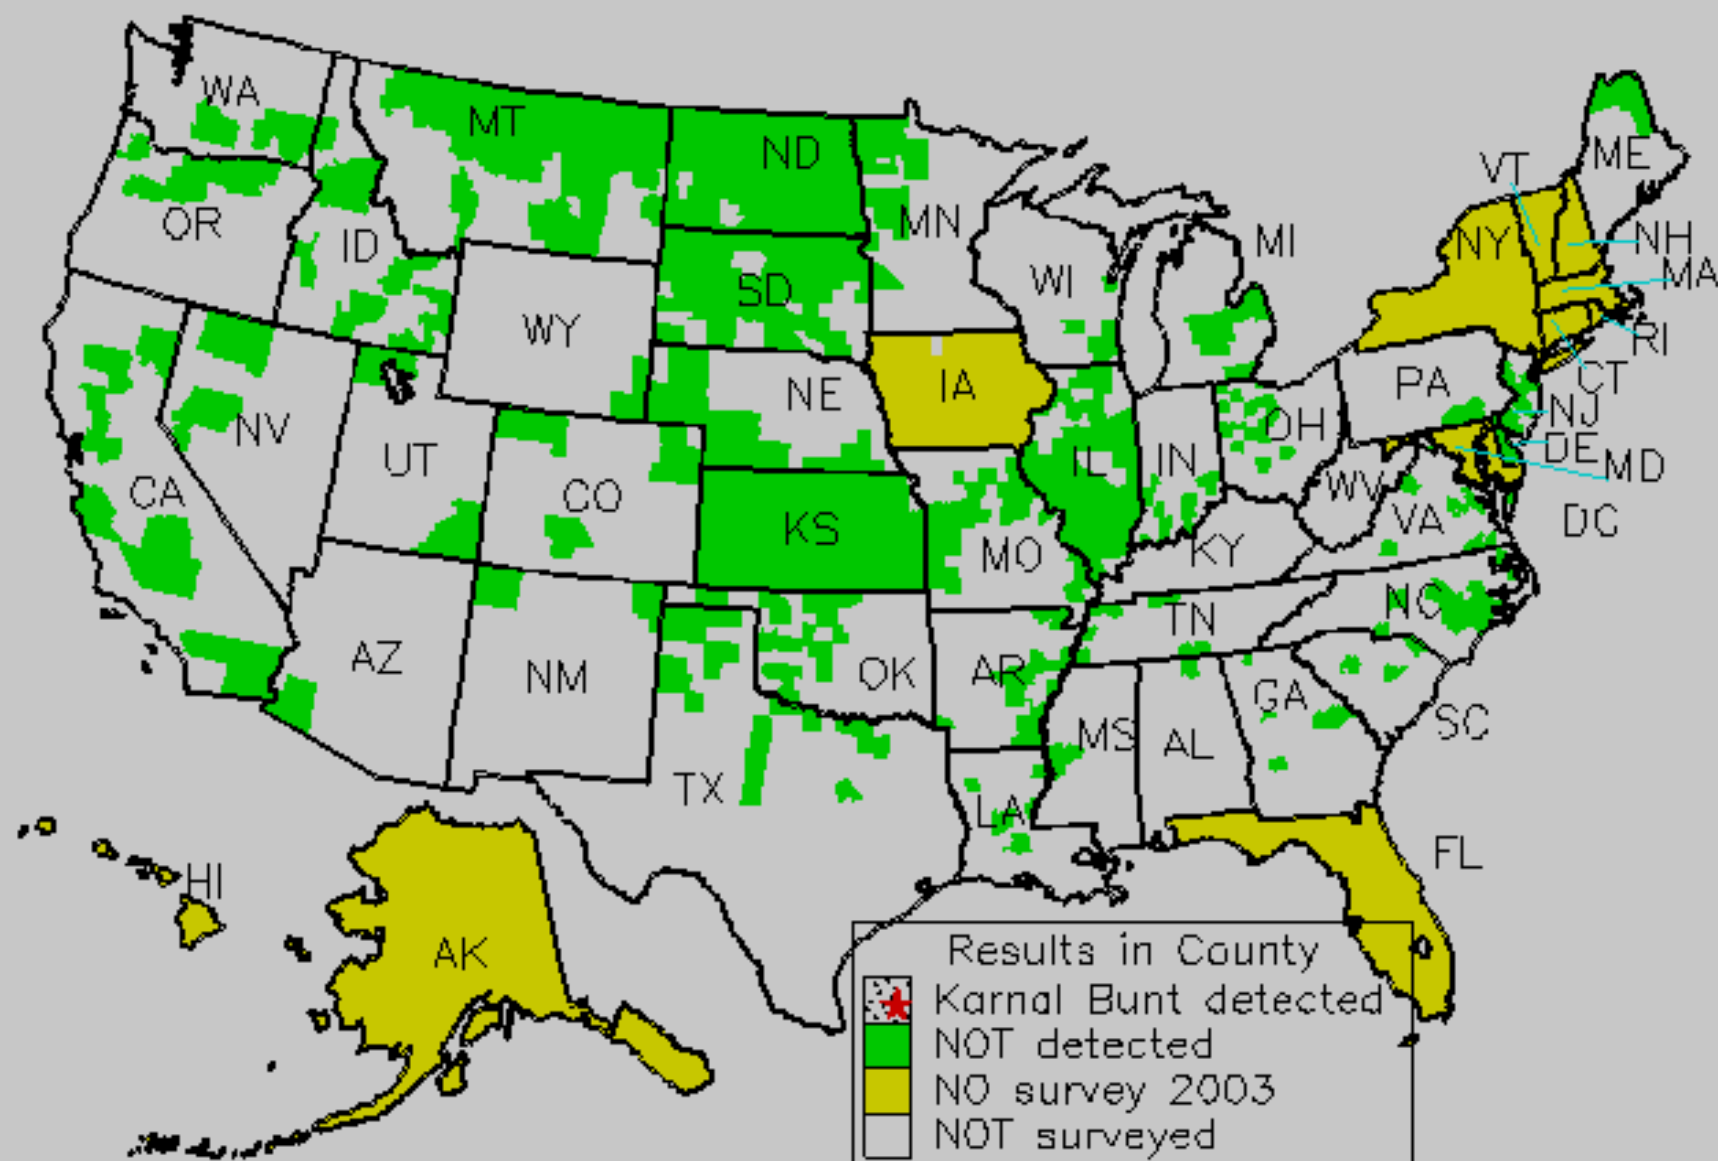 WA
MT
ND
MN
VT
ME
OR
ID
NY
NH
MI
MA
SD
WI
WY
RI
IA
PA
CT
NE
NV
OH
NJ
UT
IL
IN
DE
MD
CA
CO
WV
VA
DC
KS
MO
KY
NC
TN
AZ
NM
OK
AR
GA
SC
MS
AL
TX
LA
FL
HI
AK
Results in County
Karnal Bunt detected
NOT detected
NO survey 2003
NOT surveyed